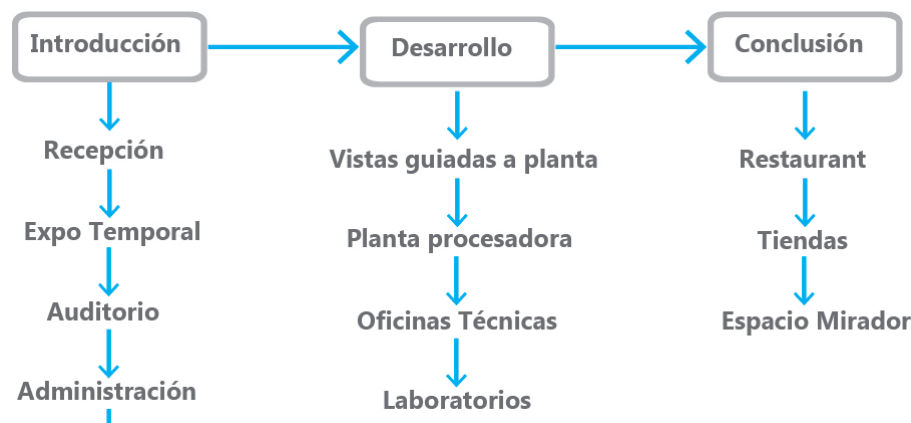 Introducción
Desarrollo
Conclusión
Recepción
Expo Temporal
Auditorio
Administración
Vistas guiadas a planta
Planta procesadora
Oficinas Técnicas
Laboratorios
Restaurant
Tiendas
Espacio Mirador